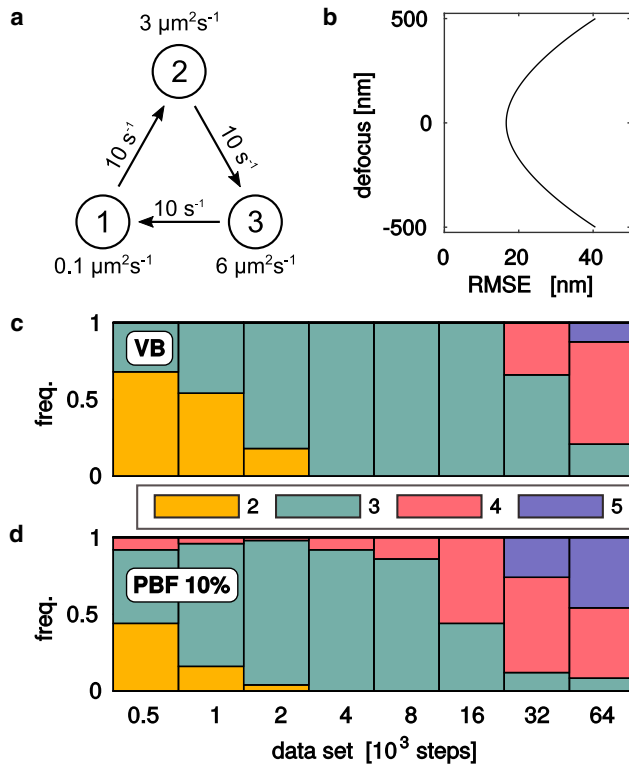 a
3 μm²s⁻¹
2
10 s⁻¹
10 s⁻¹
10 s⁻¹
1
3
0.1 μm²s⁻¹
6 μm²s⁻¹
b
defocus [nm]
500
0
-500
0
20
40
RMSE [nm]
c
freq.
1
0.5
0
VB
2
3
4
5
d
freq.
1
0.5
0
PBF 10%
0.5
1
2
4
8
16
32
64
data set [10³ steps]